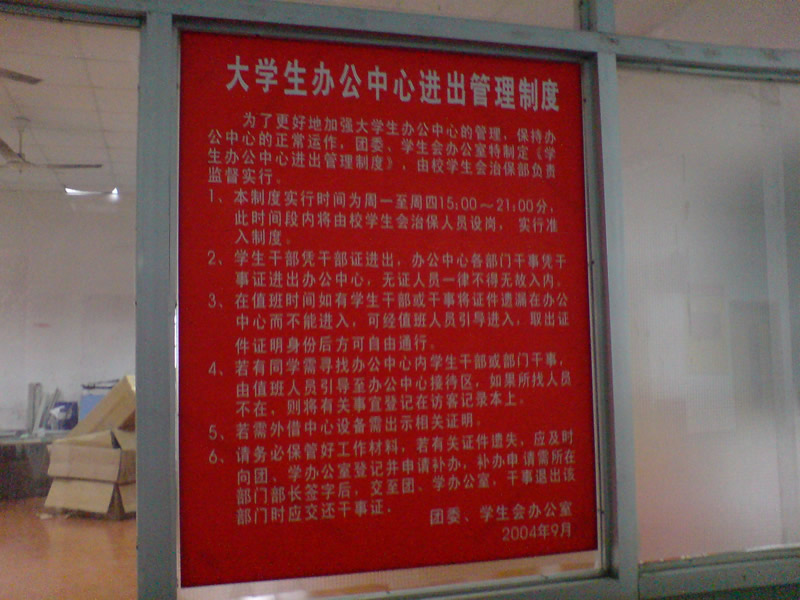 大学生办公中心进出管理制度
为了更好地加强大学生办公中心的管理，保持办
公中心的正常运作，团委、学生会办公室特制定《学
生办公中心进出管理制度》，由校学生会治保部负责
监督实行。
1、本制度实行时间为周一至周四15:00～21:00分，
此时间段内将由校学生会治保人员设岗，实行准
入制度。
2、学生干部凭干部证进出，办公中心各部门干事凭干
事证进出办公中心，无证人员一律不得无故入内。
3、在值班时间如有学生干部或干事将证件遗漏在办公
中心而不能进入，可经值班人员引导进入，取出证
件证明身份后方可自由通行。
4、若有同学需寻找办公中心内学生干部或部门干事，
由值班人员引导至办公中心接待区，如果所找人员
不在，则将有关事宜登记在访客记录本上。
5、若需外借中心设备需出示相关证明。
6、请务必保管好工作材料，若有关证件遗失，应及时
向团、学办公室登记并申请补办，补办申请需所在
部门部长签字后，交至团、学办公室，干事退出该
部门时应交还干事证．
团委、学生会办公室
2004年9月